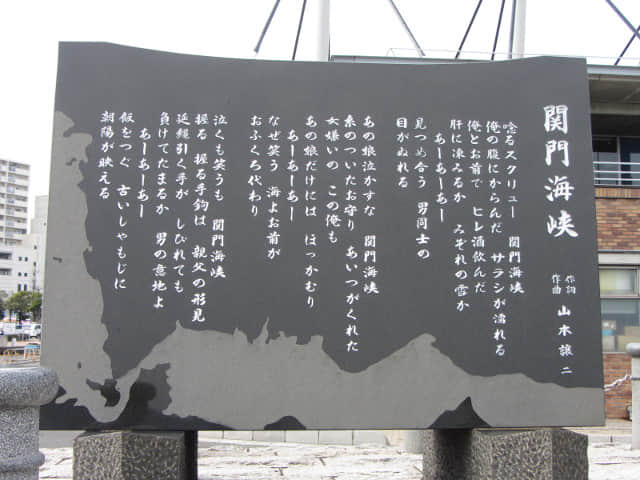 関門海峡
作詞
作曲 山本譲二
唸るスクリュー 関門海峡
俺の腹にからんだ サラシが濡れる
俺とお前で ヒレ酒飲んだ
肝に凍みるか みぞれの雪か
あーあーあー
見つめ合う 男同士の
目がぬれる
あの娘泣かすな 関門海峡
糸のついたお守り あいつがくれた
女嫌いの この俺も
あの娘だけには ほっかむり
あーあーあー
なぜ笑う 海よお前が
おふくろ代わり
泣くも笑うも 関門海峡
握る 握る手鉤は 親父の形見
延縄引く手が しびれても
負けてたまるか 男の意地よ
あーあーあー
飯をつぐ 古いしゃもじに
朝陽が映える